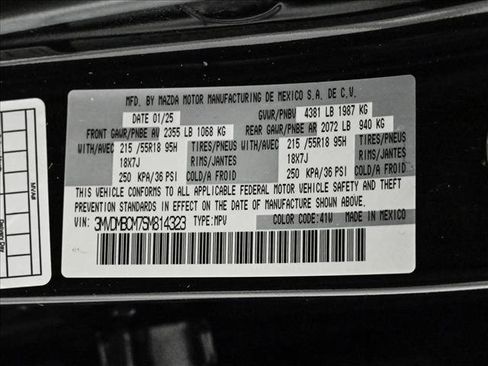 MFD. BY MAZDA MOTOR MANUFACTURING DE MEXICO S.A. DE C.V.
DATE 01/25 GVWR/PNBV 4381 LB 1987 KG
FRONT GAWR/PNBE AV 2355 LB 1068 KG REAR GAWR/PNBE AR 2072 LB 940 KG
WITH/AVEC 215 /55R18 95H TIRES/PNEUS WITH/AVEC 215 /55R18 95H TIRES/PNEUS
18X7J RIMS/JANTES 18X7J RIMS/JANTES
250 KPA/36 PSI COLD/A FROID 250 KPA/36 PSI COLD/A FROID
THIS VEHICLE CONFORMS TO ALL APPLICABLE FEDERAL MOTOR VEHICLE SAFETY AND THEFT
PREVENTION STANDARDS IN EFFECT ON THE DATE OF MANUFACTURE SHOWN ABOVE.
VIN: 3MVDMBCM7SM814323 TYPE: MPV COLOR CODE: 41W MADE IN MEXICO